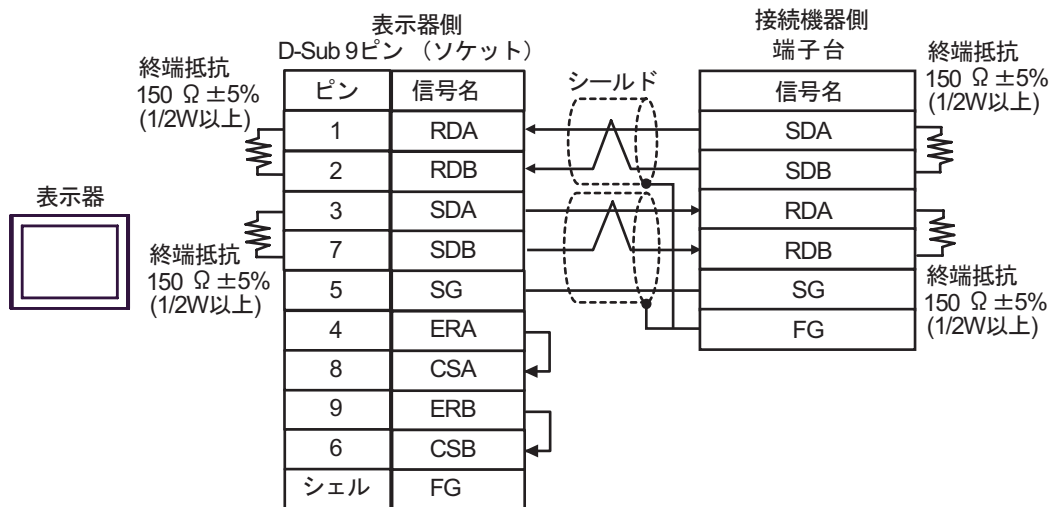 表示器側
D-Sub 9ピン （ソケット）
接続機器側
端子台
終端抵抗
150 Ω ±5%
(1/2W以上)
シールド
終端抵抗
150 Ω ±5%
(1/2W以上)
ピン 信号名
信号名
1 RDA
SDA
2 RDB
SDB
表示器
3 SDA
RDA
7 SDB
RDB
終端抵抗
150 Ω ±5%
(1/2W以上)
終端抵抗
150 Ω ±5%
(1/2W以上)
5 SG
SG
4 ERA
FG
8 CSA
9 ERB
6 CSB
シェル FG